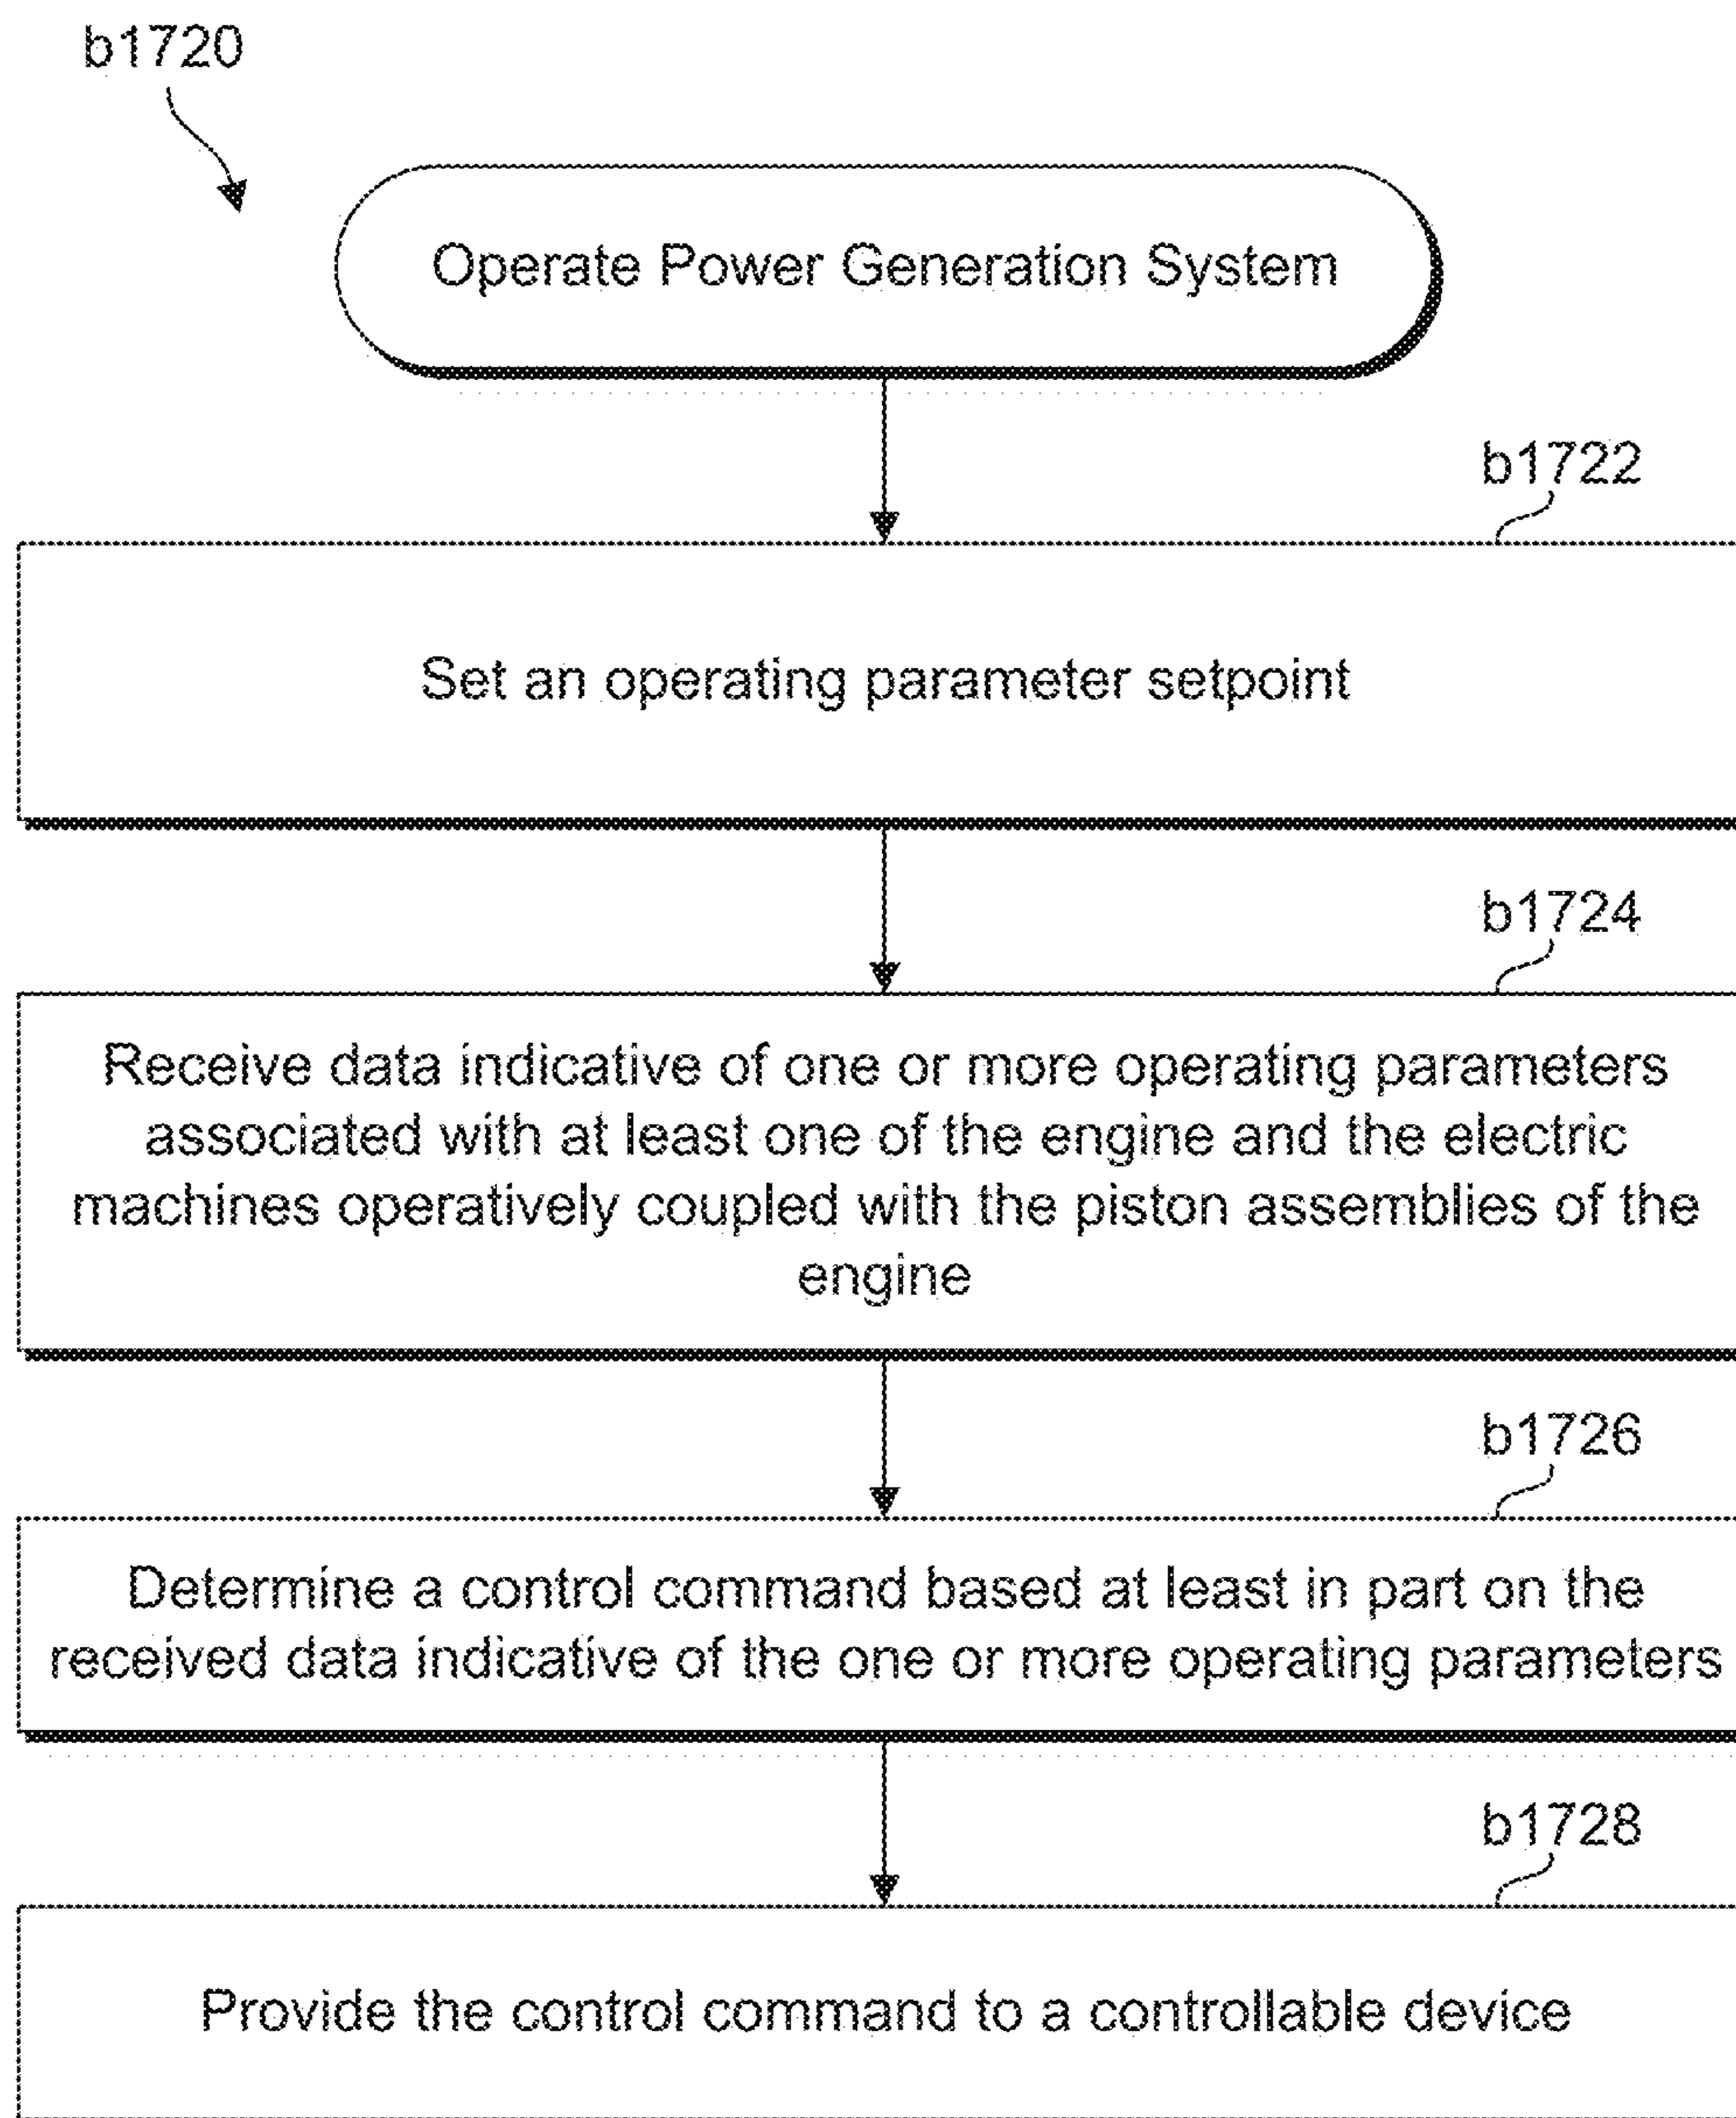 b1720
Operate Power Generation System
b1722
Set an operating parameter setpoint
b1724
Receive data indicative of one or more operating parameters
associated with at least one of the engine and the electric
machines operatively coupled with the piston assemblies of the
engine
b1726
Determine a control command based at least in part on the
received data indicative of the one or more operating parameters
b1728
Provide the control command to a controllable device